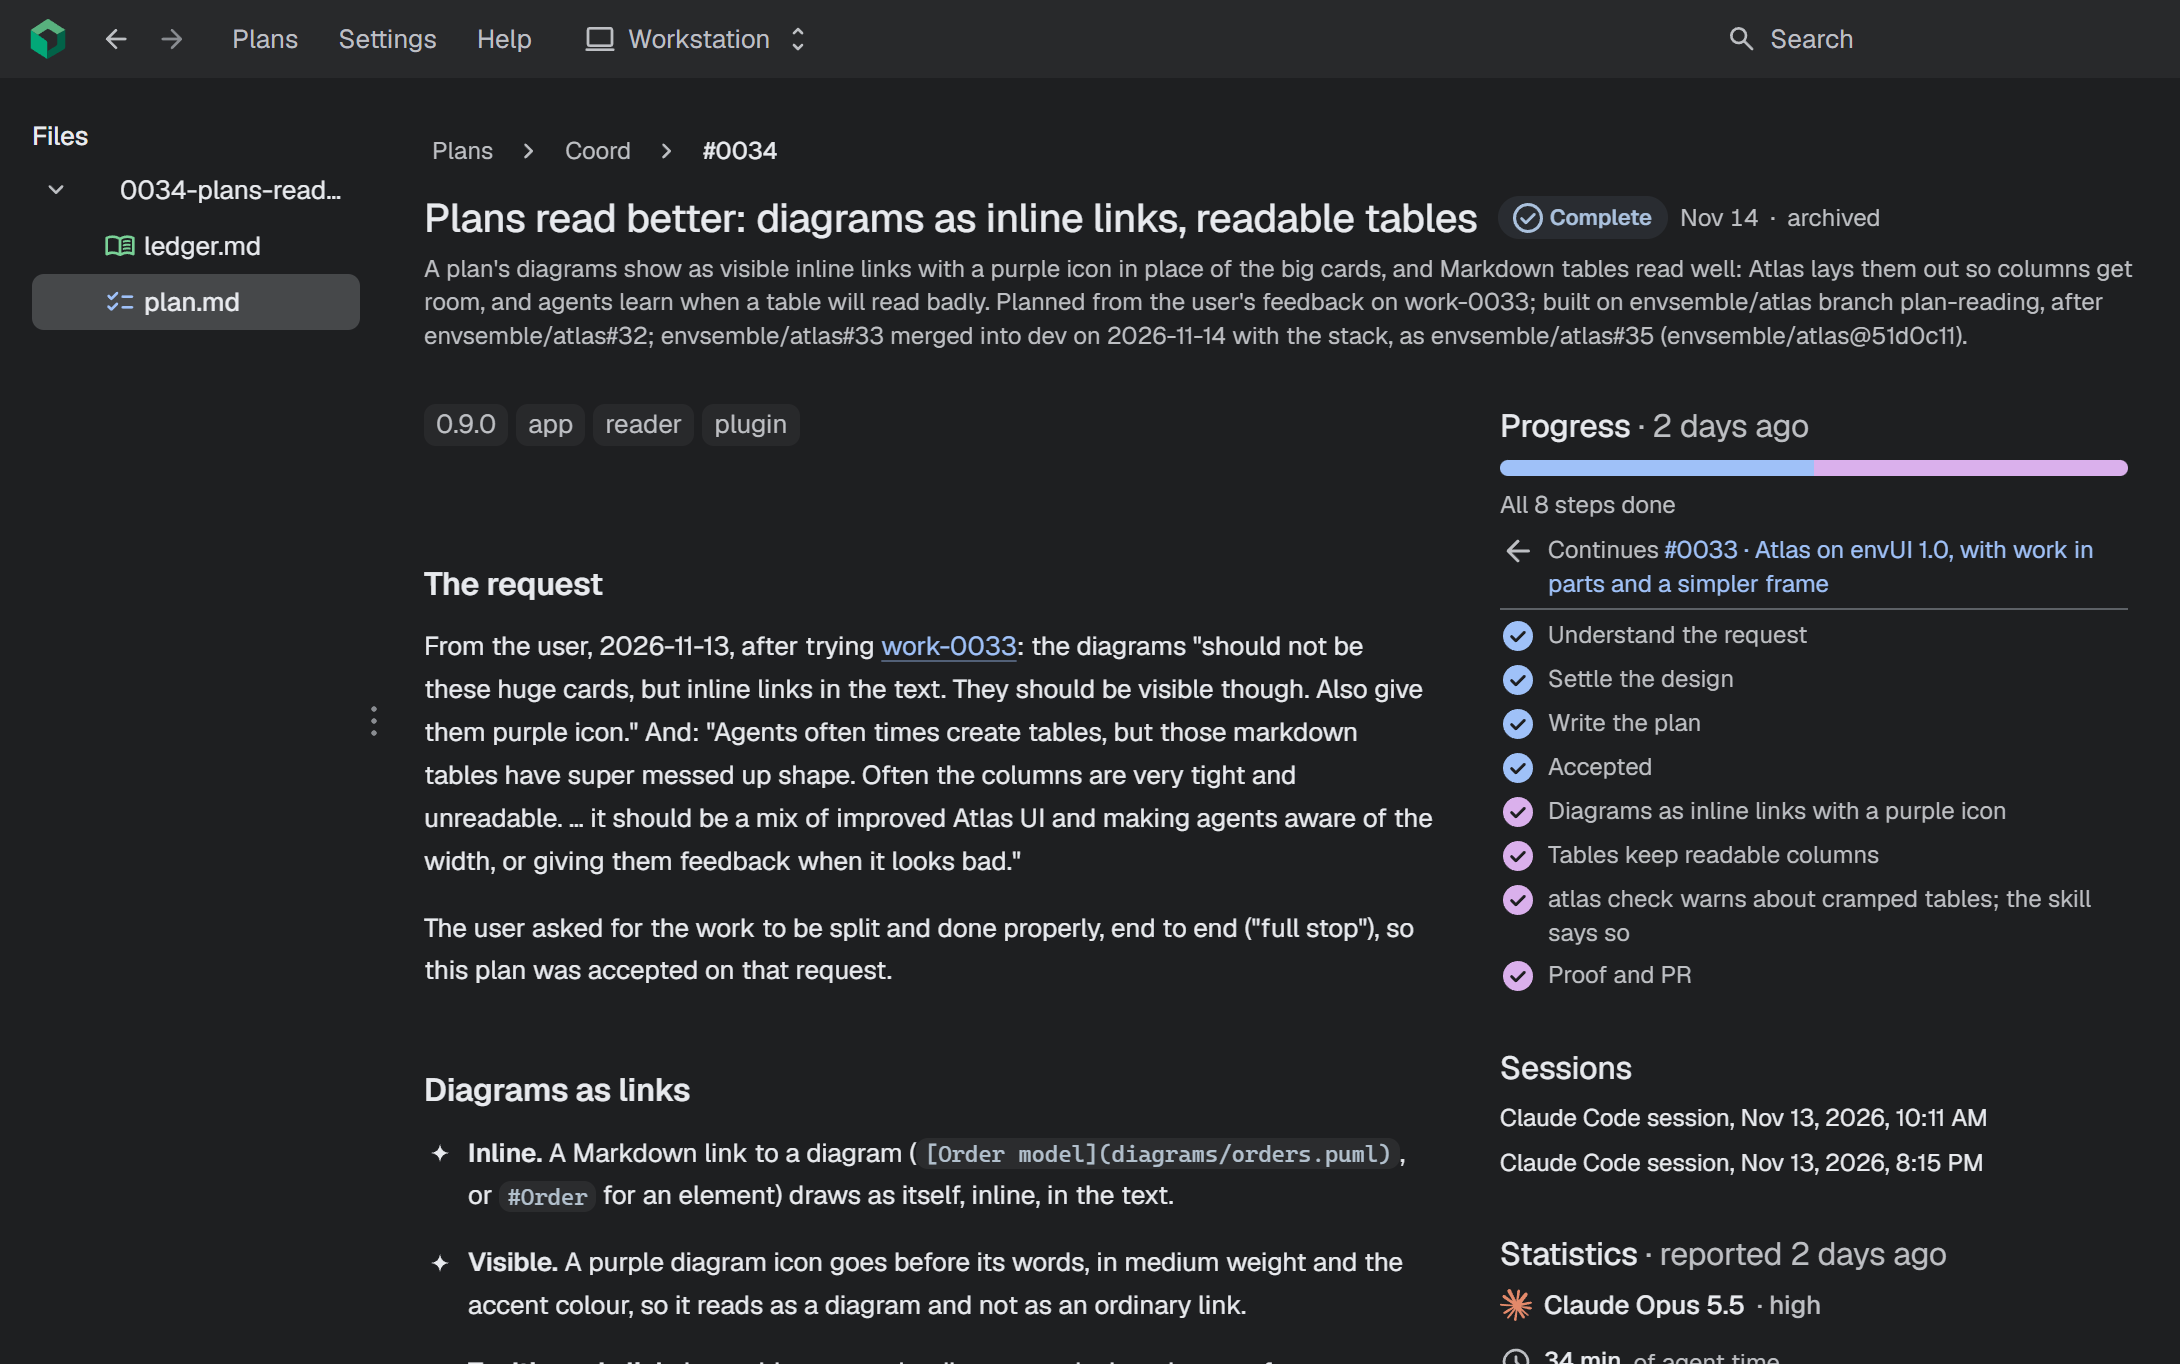 Plans
Settings
Help
Workstation
Search
Files
0034-plans-read...
ledger.md
plan.md
Plans > Coord > #0034
Plans read better: diagrams as inline links, readable tables
Complete
Nov 14 · archived
A plan's diagrams show as visible inline links with a purple icon in place of the big cards, and Markdown tables read well: Atlas lays them out so columns get
room, and agents learn when a table will read badly. Planned from the user's feedback on work-0033; built on envsemble/atlas branch plan-reading, after
envsemble/atlas#32; envsemble/atlas#33 merged into dev on 2026-11-14 with the stack, as envsemble/atlas#35 (envsemble/atlas@51d0c11).
0.9.0
app
reader
plugin
The request
From the user, 2026-11-13, after trying work-0033: the diagrams "should not be
these huge cards, but inline links in the text. They should be visible though. Also give
them purple icon." And: "Agents often times create tables, but those markdown
tables have super messed up shape. Often the columns are very tight and
unreadable. ... it should be a mix of improved Atlas UI and making agents aware of the
width, or giving them feedback when it looks bad."
The user asked for the work to be split and done properly, end to end ("full stop"), so
this plan was accepted on that request.
Diagrams as links
Inline. A Markdown link to a diagram ( [Order model](diagrams/orders.puml) ,
or #Order for an element) draws as itself, inline, in the text.
Visible. A purple diagram icon goes before its words, in medium weight and the
accent colour, so it reads as a diagram and not as an ordinary link.
Progress · 2 days ago
All 8 steps done
Continues #0033 · Atlas on envUI 1.0, with work in
parts and a simpler frame
Understand the request
Settle the design
Write the plan
Accepted
Diagrams as inline links with a purple icon
Tables keep readable columns
atlas check warns about cramped tables; the skill
says so
Proof and PR
Sessions
Claude Code session, Nov 13, 2026, 10:11 AM
Claude Code session, Nov 13, 2026, 8:15 PM
Statistics · reported 2 days ago
Claude Opus 5.5 · high
34 min of agent time